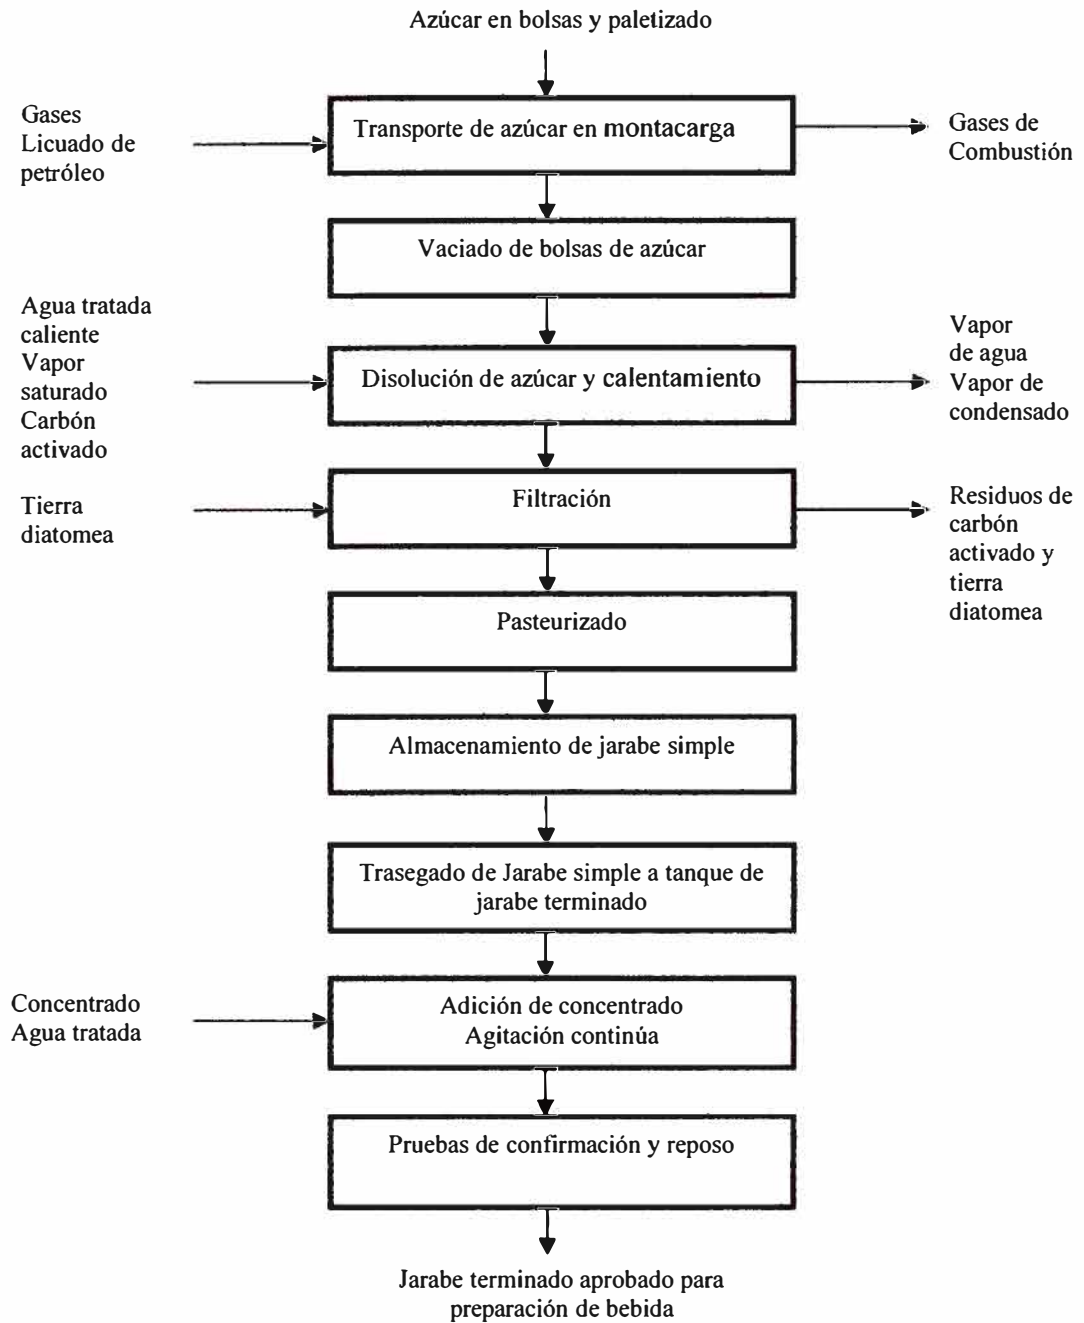 Azúcar en bolsas y paletizado
Gases
Licuado de
petróleo
Transporte de azúcar en montacarga
Gases de
Combustión
Vaciado de bolsas de azúcar
Agua tratada
caliente
Vapor
saturado
Carbón
activado
Disolución de azúcar y calentamiento
Vapor
de agua
Vapor de
condensado
Tierra
diatomea
Filtración
Residuos de
carbón
activado y
tierra
diatomea
Pasteurizado
Almacenamiento de jarabe simple
Trasegado de Jarabe simple a tanque de
jarabe terminado
Concentrado
Agua tratada
Adición de concentrado
Agitación continúa
Pruebas de confirmación y reposo
Jarabe terminado aprobado para
preparación de bebida